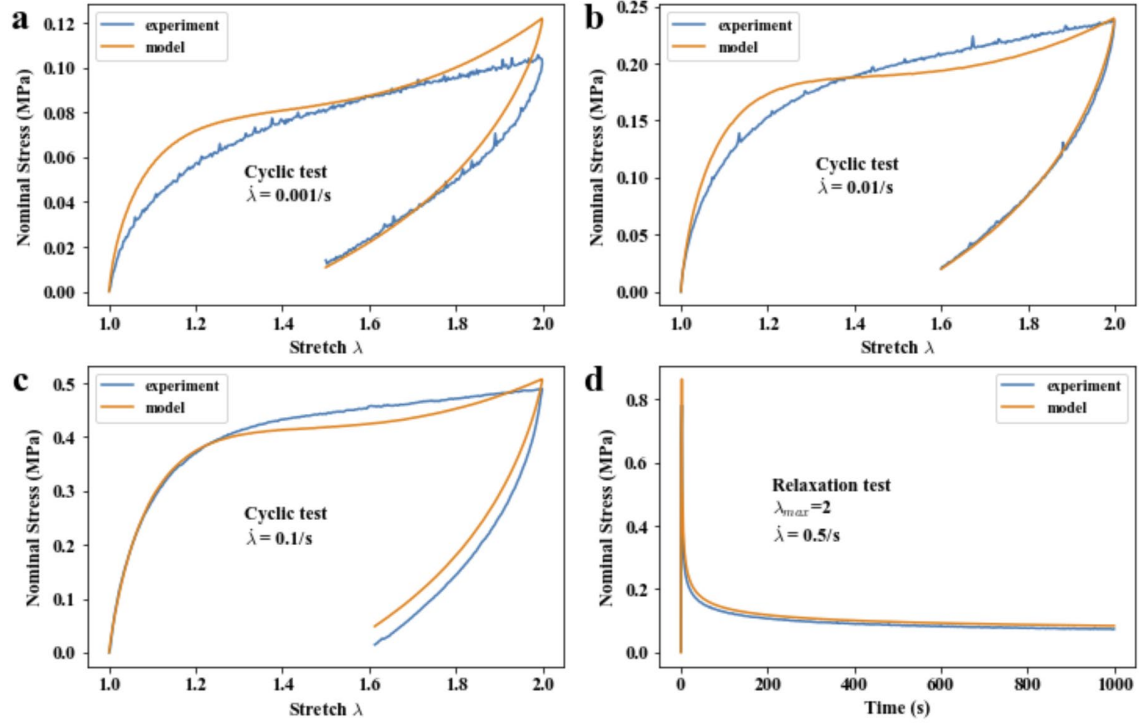 a
experiment
model
Cyclic test
λ̇ = 0.001/s
Nominal Stress (MPa)
0.12
0.10
0.08
0.06
0.04
0.02
0.00
1.0 1.2 1.4 1.6 1.8 2.0
Stretch λ
b
experiment
model
Cyclic test
λ̇ = 0.01/s
Nominal Stress (MPa)
0.25
0.20
0.15
0.10
0.05
0.00
1.0 1.2 1.4 1.6 1.8 2.0
Stretch λ
c
experiment
model
Cyclic test
λ̇ = 0.1/s
Nominal Stress (MPa)
0.5
0.4
0.3
0.2
0.1
0.0
1.0 1.2 1.4 1.6 1.8 2.0
Stretch λ
d
experiment
model
Relaxation test
λmax=2
λ̇ = 0.5/s
Nominal Stress (MPa)
0.8
0.6
0.4
0.2
0.0
0 200 400 600 800 1000
Time (s)